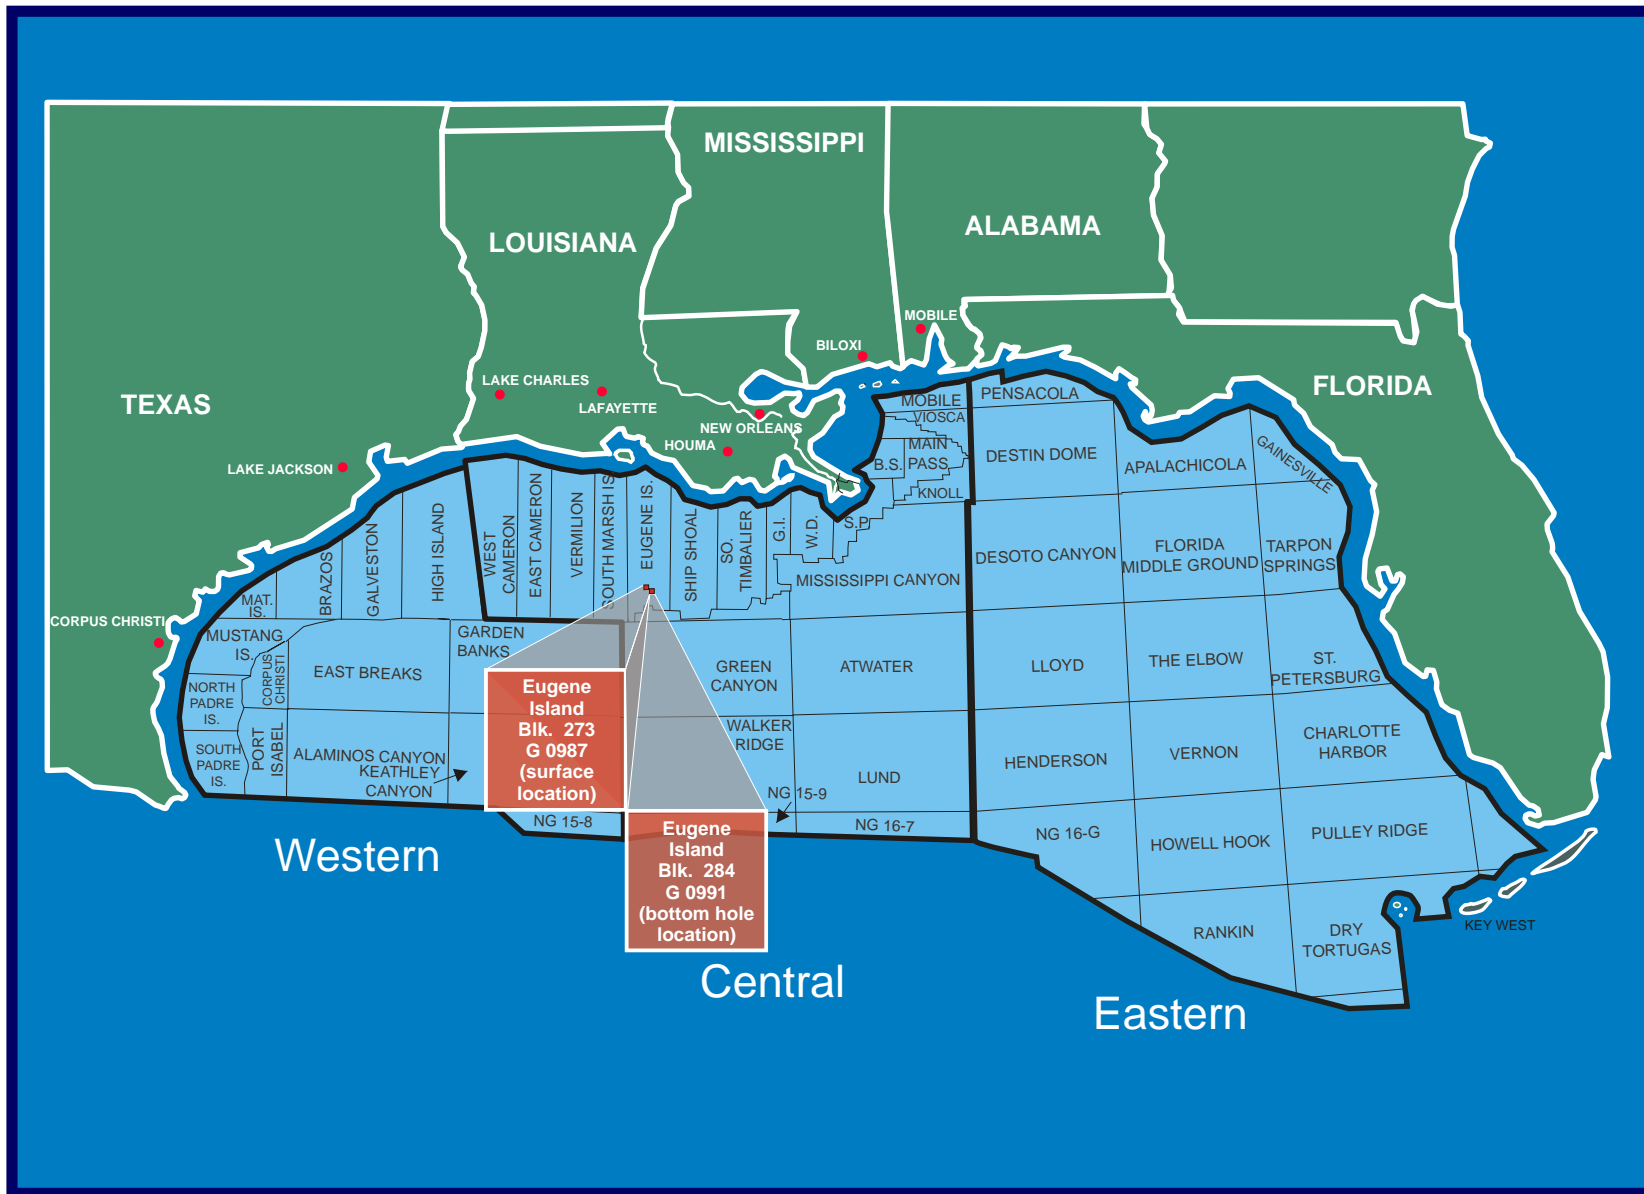 MISSISSIPPI
ALABAMA
LOUISIANA
MOBILE
BILOXI
FLORIDA
TEXAS
LAKE CHARLES
LAFAYETTE
NEW ORLEANS
HOUMA
LAKE JACKSON
CORPUS CHRISTI
MOBILE
PENSACOLA
VIOSCA
KNOLL
MAIN
PASS
B.S.
DESTIN DOME
APALACHICOLA
GAINESVILLE
WEST
CAMERON
EAST CAMERON
VERMILION
SOUTH MARSH IS.
EUGENE IS.
SHIP SHOAL
SO.
TIMBALIER
G.I.
W.D.
S.P.
MAT.
IS.
BRAZOS
GALVESTON
HIGH ISLAND
MISSISSIPPI CANYON
DESOTO CANYON
FLORIDA
MIDDLE GROUND
TARPON
SPRINGS
MUSTANG
IS.
CORPUS
CHRISTI
EAST BREAKS
GARDEN
BANKS
GREEN
CANYON
ATWATER
LLOYD
THE ELBOW
ST.
PETERSBURG
NORTH
PADRE
IS.
SOUTH
PADRE
IS.
PORT
ISABEL
ALAMINOS CANYON
KEATHLEY
CANYON
WALKER
RIDGE
LUND
HENDERSON
VERNON
CHARLOTTE
HARBOR
NG 15-8
NG 15-9
NG 16-7
NG 16-G
HOWELL HOOK
PULLEY RIDGE
RANKIN
DRY
TORTUGAS
KEY WEST
Eugene
Island
Blk. 273
G 0987
(surface
location)
Eugene
Island
Blk. 284
G 0991
(bottom hole
location)
Western
Central
Eastern